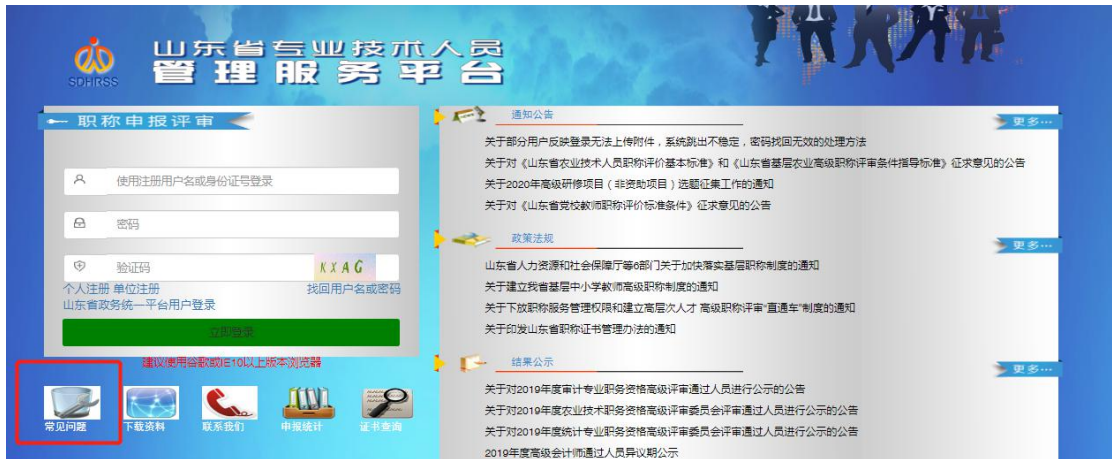 SDHRSS
山东省专业技术人员
管理服务平台
职称申报评审
使用注册用户名或身份证号登录
密码
验证码
KXAG
个人注册 单位注册
找回用户名或密码
山东省政务统一平台用户登录
立即登录
建议使用谷歌或IE10以上版本浏览器
常见问题
下载资料
联系我们
申报统计
证书查询
通知公告
更多…
关于部分用户反映登录无法上传附件，系统跳出不稳定，密码找回无效的处理方法
关于对《山东省农业技术人员职称评价基本标准》和《山东省基层农业高级职称评审条件指导标准》征求意见的公告
关于2020年高级研修项目（非资助项目）选题征集工作的通知
关于对《山东省党校教师职称评价标准条件》征求意见的公告
政策法规
更多…
山东省人力资源和社会保障厅等6部门关于加快落实基层职称制度的通知
关于建立我省基层中小学教师高级职称制度的通知
关于下放职称服务管理权限和建立高层次人才 高级职称评审“直通车”制度的通知
关于印发山东省职称证书管理办法的通知
结果公示
更多…
关于对2019年度审计专业职务资格高级评审通过人员进行公示的公告
关于对2019年度农业技术职务资格高级评审委员会评审通过人员进行公示的公告
关于对2019年度统计专业职务资格高级评审委员会评审通过人员进行公示的公告
2019年度高级会计师通过人员异议期公示